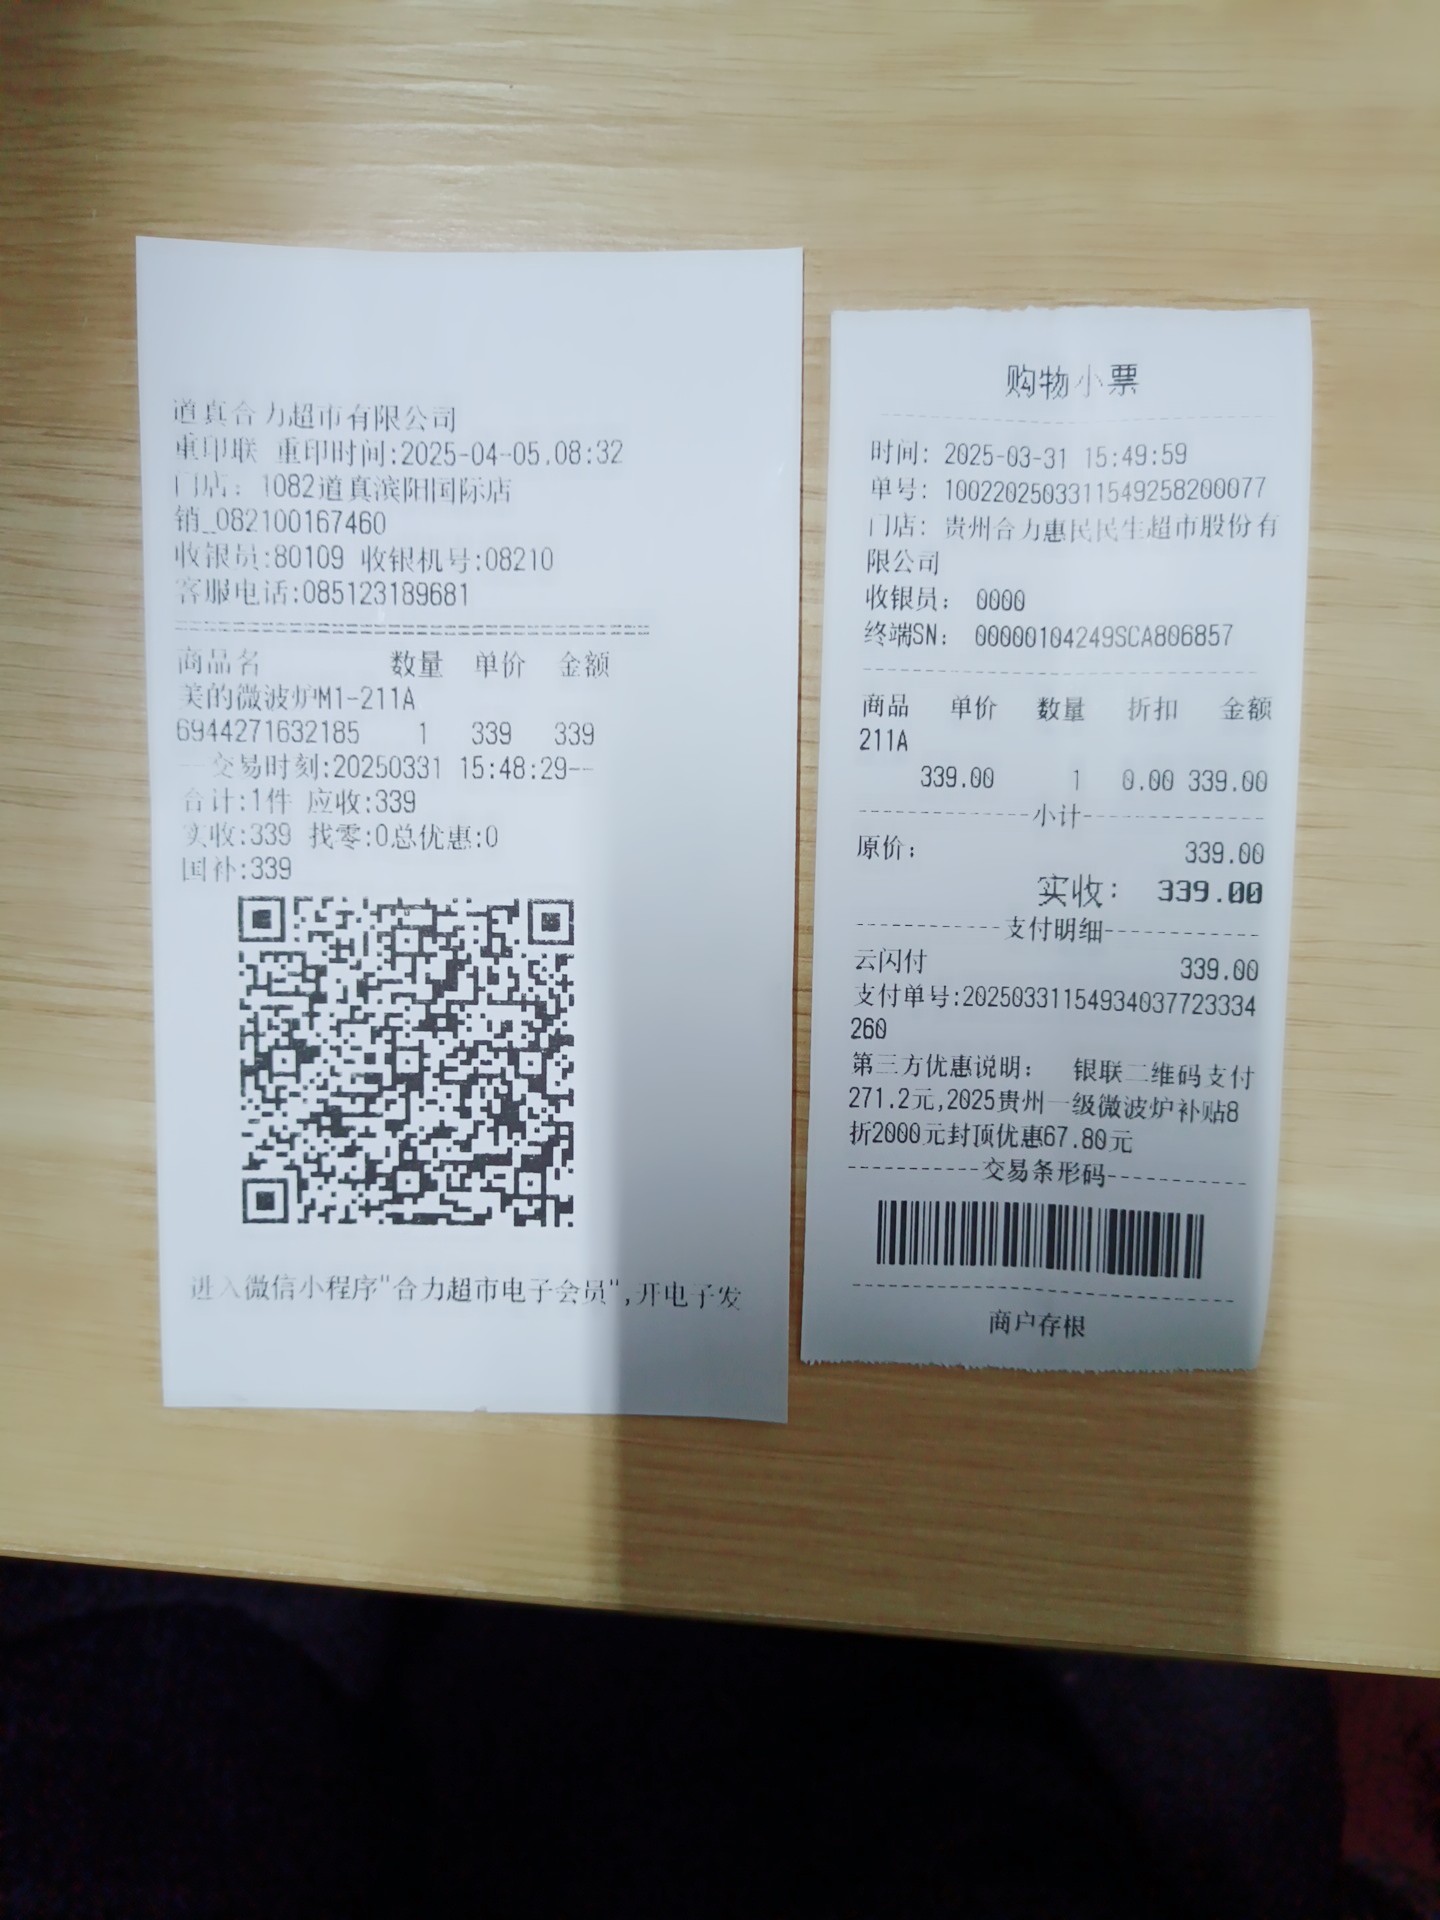 道真合力超市有限公司
重印联 重印时间:2025-04-05.08:32
门店: 1082道真滨阳国际店
销_082100167460
收银员:80109 收银机号:08210
客服电话:085123189681
商品名 数量 单价 金额
美的微波炉M1-211A
6944271632185 1 339 339
--交易时刻:20250331 15:48:29--
合计:1件 应收:339
实收:339 找零:0总优惠:0
国补:339
进入微信小程序"合力超市电子会员",开电子发
购物小票
时间: 2025-03-31 15:49:59
单号: 10022025033115492582​00077
门店: 贵州合力惠民民生超市股份有
限公司
收银员: 0000
终端SN: 00000104249SCA806857
商品 单价 数量 折扣 金额
211A
339.00 1 0.00 339.00
小计
原价: 339.00
实收: 339.00
支付明细
云闪付 339.00
支付单号:202503311549340377​23334
260
第三方优惠说明: 银联二维码支付
271.2元,2025贵州一级微波炉补贴8
折2000元封顶优惠67.80元
交易条形码
商户存根